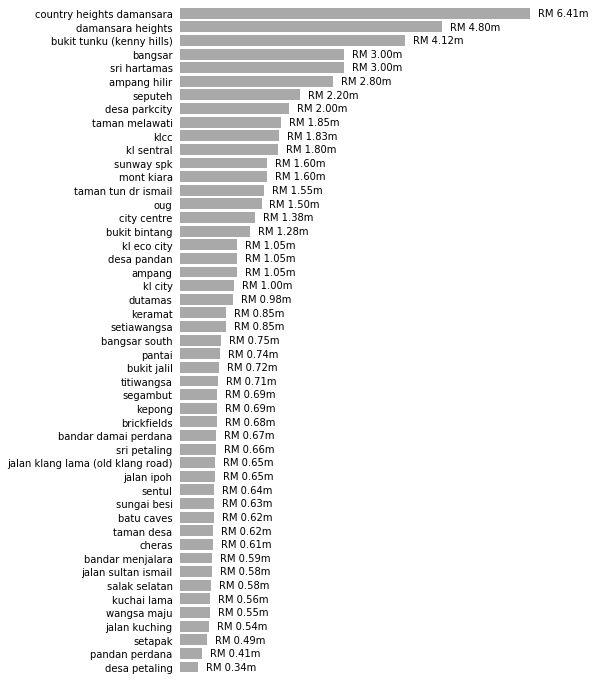 country heights damansara RM 6.41m
damansara heights RM 4.80m
bukit tunku (kenny hills) RM 4.12m
bangsar RM 3.00m
sri hartamas RM 3.00m
ampang hilir RM 2.80m
seputeh RM 2.20m
desa parkcity RM 2.00m
taman melawati RM 1.85m
klcc RM 1.83m
kl sentral RM 1.80m
sunway spk RM 1.60m
mont kiara RM 1.60m
taman tun dr ismail RM 1.55m
oug RM 1.50m
city centre RM 1.38m
bukit bintang RM 1.28m
kl eco city RM 1.05m
desa pandan RM 1.05m
ampang RM 1.05m
kl city RM 1.00m
dutamas RM 0.98m
keramat RM 0.85m
setiawangsa RM 0.85m
bangsar south RM 0.75m
pantai RM 0.74m
bukit jalil RM 0.72m
titiwangsa RM 0.71m
segambut RM 0.69m
kepong RM 0.69m
brickfields RM 0.68m
bandar damai perdana RM 0.67m
sri petaling RM 0.66m
jalan klang lama (old klang road) RM 0.65m
jalan ipoh RM 0.65m
sentul RM 0.64m
sungai besi RM 0.63m
batu caves RM 0.62m
taman desa RM 0.62m
cheras RM 0.61m
bandar menjalara RM 0.59m
jalan sultan ismail RM 0.58m
salak selatan RM 0.58m
kuchai lama RM 0.56m
wangsa maju RM 0.55m
jalan kuching RM 0.54m
setapak RM 0.49m
pandan perdana RM 0.41m
desa petaling RM 0.34m